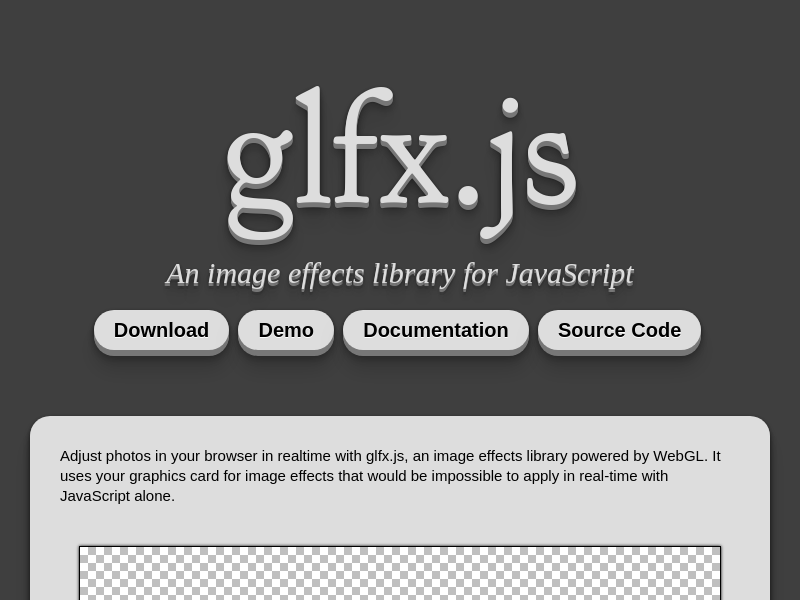 glfx.js
An image effects library for JavaScript
Download Demo Documentation Source Code
Adjust photos in your browser in realtime with glfx.js, an image effects library powered by WebGL. It
uses your graphics card for image effects that would be impossible to apply in real-time with
JavaScript alone.